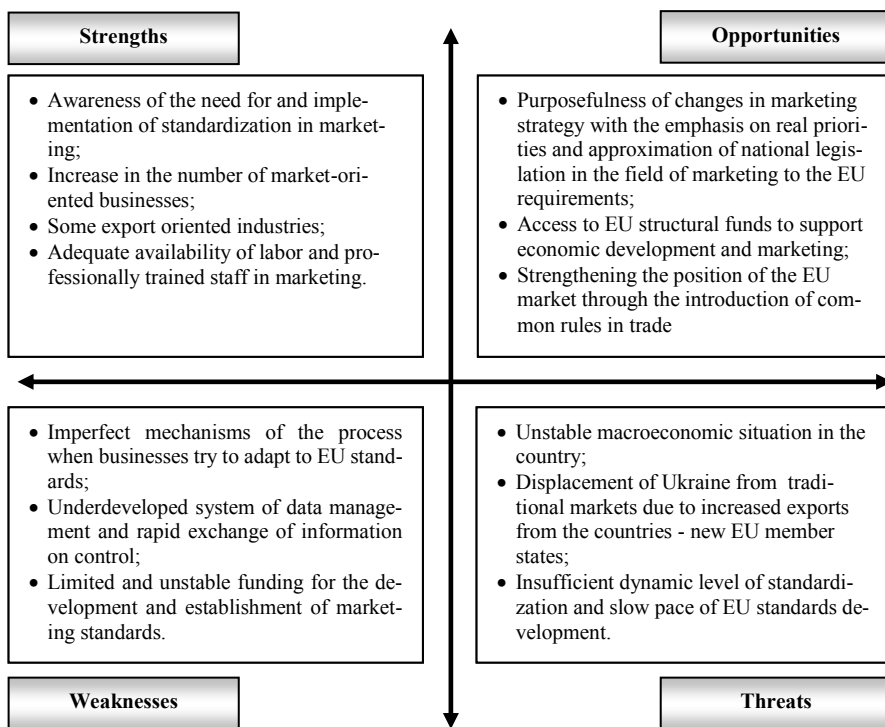 Strengths
• Awareness of the need for and imple-
mentation of standardization in market-
ing;
• Increase in the number of market-ori-
ented businesses;
• Some export oriented industries;
• Adequate availability of labor and pro-
fessionally trained staff in marketing.
Opportunities
• Purposefulness of changes in marketing
strategy with the emphasis on real priori-
ties and approximation of national legis-
lation in the field of marketing to the EU
requirements;
• Access to EU structural funds to support
economic development and marketing;
• Strengthening the position of the EU
market through the introduction of com-
mon rules in trade
• Imperfect mechanisms of the process
when businesses try to adapt to EU stand-
ards;
• Underdeveloped system of data manage-
ment and rapid exchange of information
on control;
• Limited and unstable funding for the de-
velopment and establishment of market-
ing standards.
Weaknesses
• Unstable macroeconomic situation in the
country;
• Displacement of Ukraine from tradi-
tional markets due to increased exports
from the countries - new EU member
states;
• Insufficient dynamic level of standardi-
zation and slow pace of EU standards de-
velopment.
Threats